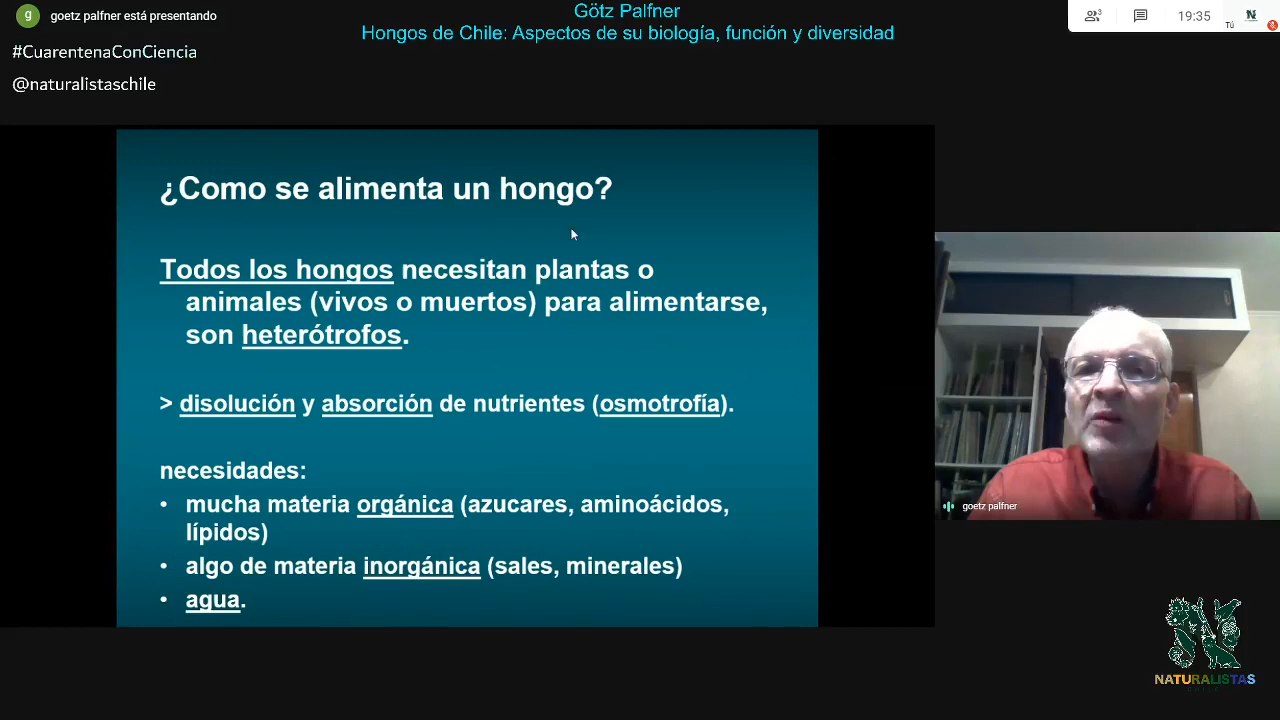 g
goetz palfner está presentando
#CuarentenaConCiencia
@naturalistaschile
Götz Palfner
Hongos de Chile: Aspectos de su biología, función y diversidad
3
19:35
Tú
¿Como se alimenta un hongo?
Todos los hongos necesitan plantas o
animales (vivos o muertos) para alimentarse,
son heterótrofos.
> disolución y absorción de nutrientes (osmotrofía).
necesidades:
• mucha materia orgánica (azucares, aminoácidos,
lípidos)
• algo de materia inorgánica (sales, minerales)
• agua.
goetz palfner
NATURALISTAS
CHILE